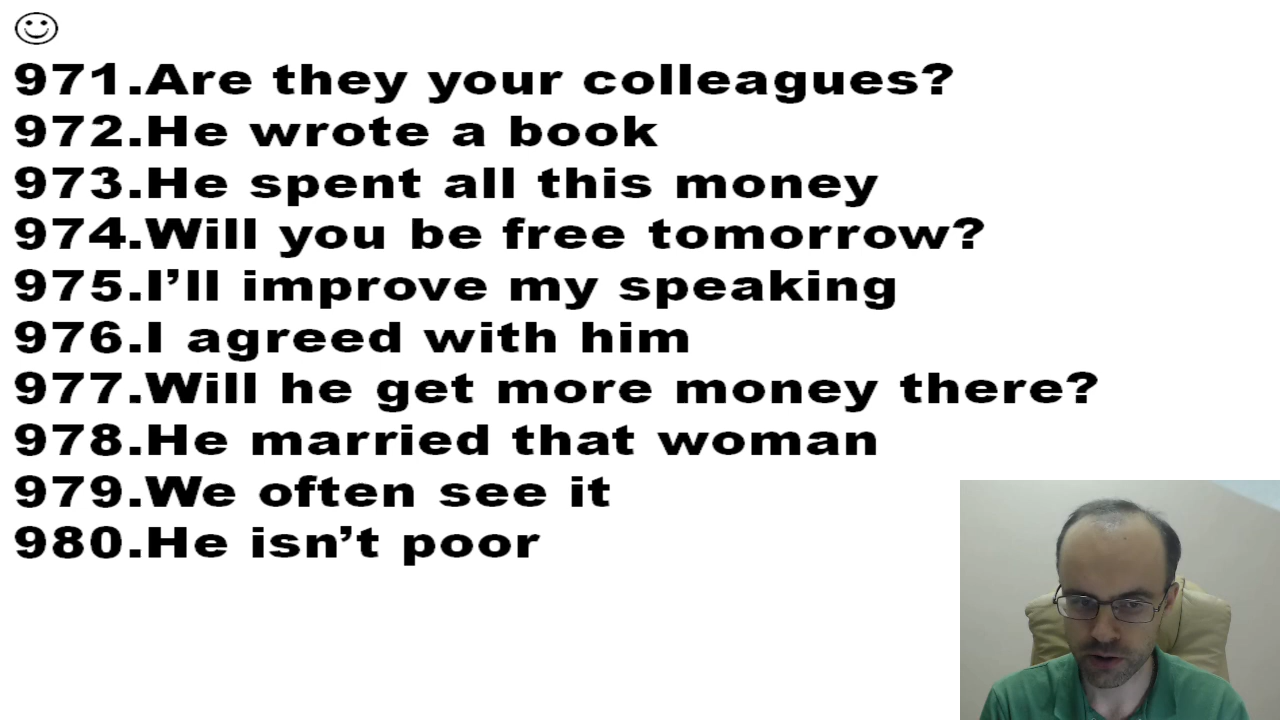 971.Are they your colleagues?
972.He wrote a book
973.He spent all this money
974.Will you be free tomorrow?
975.I’ll improve my speaking
976.I agreed with him
977.Will he get more money there?
978.He married that woman
979.We often see it
980.He isn’t poor